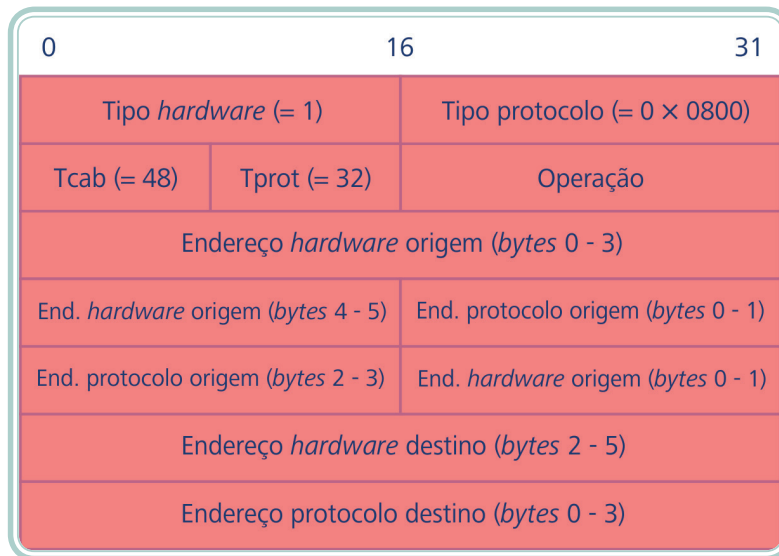 0 16 31
Tipo hardware (= 1) Tipo protocolo (= 0 × 0800)
Tcab (= 48) Tprot (= 32) Operação
Endereço hardware origem (bytes 0 - 3)
End. hardware origem (bytes 4 - 5) End. protocolo origem (bytes 0 - 1)
End. protocolo origem (bytes 2 - 3) End. hardware origem (bytes 0 - 1)
Endereço hardware destino (bytes 2 - 5)
Endereço protocolo destino (bytes 0 - 3)